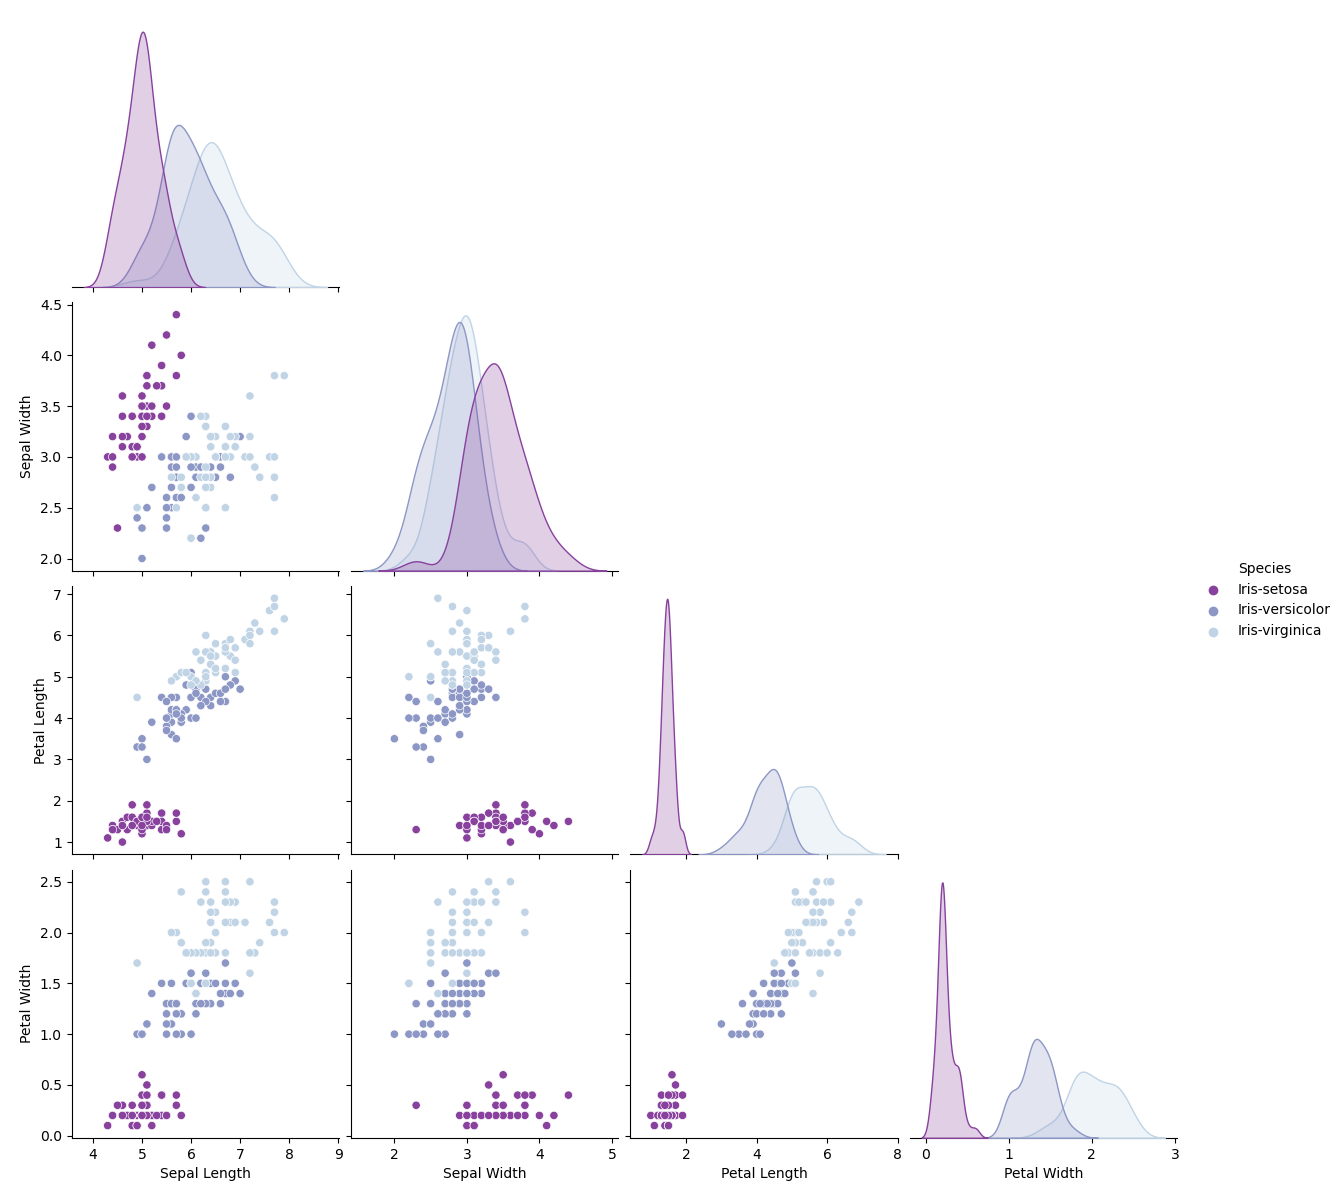 4.5
4.0
3.5
3.0
2.5
2.0
Sepal Width
7
6
5
4
3
2
1
Petal Length
Species
Iris-setosa
Iris-versicolor
Iris-virginica
2.5
2.0
1.5
1.0
0.5
0.0
Petal Width
4 5 6 7 8 9
Sepal Length
2 3 4 5
Sepal Width
2 4 6 8
Petal Length
0 1 2 3
Petal Width